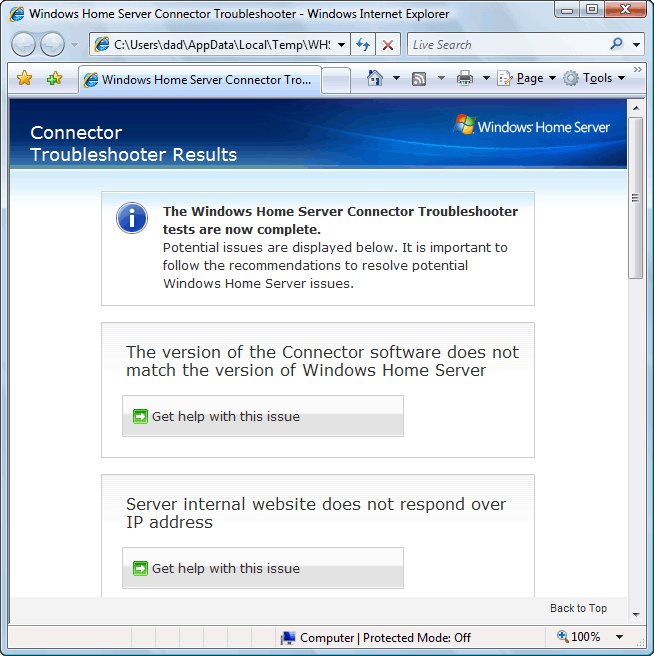 Windows Home Server Connector Troubleshooter - Windows Internet Explorer
C:\Users\dad\AppData\Local\Temp\WHS
Live Search
Windows Home Server Connector Tro...
Page
Tools
Connector
Troubleshooter Results
Windows Home Server
The Windows Home Server Connector Troubleshooter
tests are now complete.
Potential issues are displayed below. It is important to
follow the recommendations to resolve potential
Windows Home Server issues.
The version of the Connector software does not
match the version of Windows Home Server
Get help with this issue
Server internal website does not respond over
IP address
Get help with this issue
Back to Top
Computer | Protected Mode: Off
100%